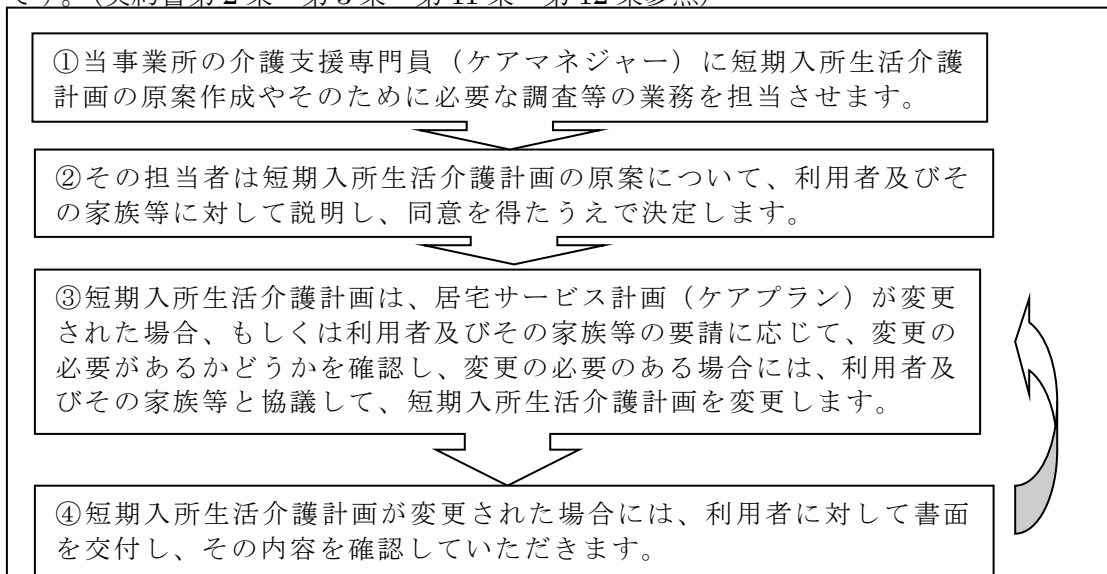 ①当事業所の介護支援専門員（ケアマネジャー）に短期入所生活介護
計画の原案作成やそのために必要な調査等の業務を担当させます。
②その担当者は短期入所生活介護計画の原案について、利用者及びそ
の家族等に対して説明し、同意を得たうえで決定します。
③短期入所生活介護計画は、居宅サービス計画（ケアプラン）が変更
された場合、もしくは利用者及びその家族等の要請に応じて、変更の
必要があるかどうかを確認し、変更の必要のある場合には、利用者及
びその家族等と協議して、短期入所生活介護計画を変更します。
④短期入所生活介護計画が変更された場合には、利用者に対して書面
を交付し、その内容を確認していただきます。